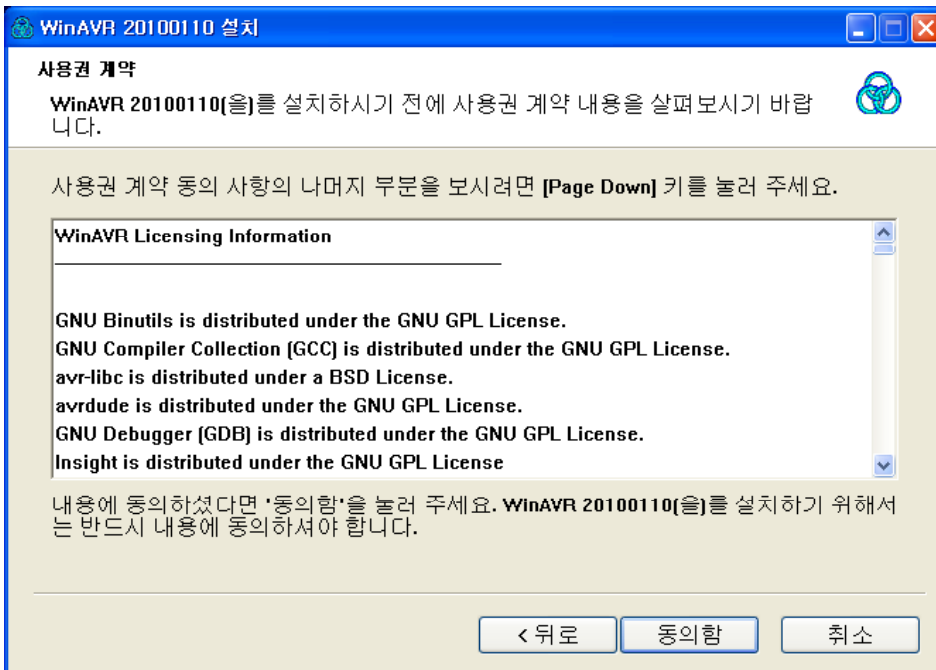 WinAVR 20100110 설치
사용권 계약
WinAVR 20100110(을)를 설치하시기 전에 사용권 계약 내용을 살펴보시기 바랍
니다.
사용권 계약 동의 사항의 나머지 부분을 보시려면 [Page Down] 키를 눌러 주세요.
WinAVR Licensing Information
GNU Binutils is distributed under the GNU GPL License.
GNU Compiler Collection (GCC) is distributed under the GNU GPL License.
avr-libc is distributed under a BSD License.
avrdude is distributed under the GNU GPL License.
GNU Debugger (GDB) is distributed under the GNU GPL License.
Insight is distributed under the GNU GPL License
내용에 동의하셨다면 '동의함'을 눌러 주세요. WinAVR 20100110(을)를 설치하기 위해서
는 반드시 내용에 동의하셔야 합니다.
< 뒤로 동의함 취소